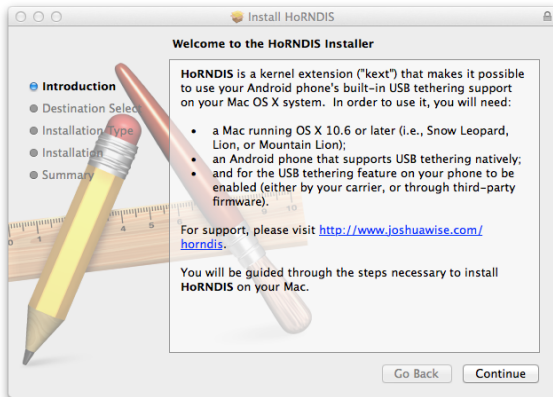 Install HoRNDIS
Welcome to the HoRNDIS Installer
Introduction
Destination Select
Installation Type
Installation
Summary
HoRNDIS is a kernel extension ("kext") that makes it possible
to use your Android phone's built-in USB tethering support
on your Mac OS X system. In order to use it, you will need:
• a Mac running OS X 10.6 or later (i.e., Snow Leopard,
Lion, or Mountain Lion);
• an Android phone that supports USB tethering natively;
• and for the USB tethering feature on your phone to be
enabled (either by your carrier, or through third-party
firmware).
For support, please visit http://www.joshuawise.com/
horndis.
You will be guided through the steps necessary to install
HoRNDIS on your Mac.
Go Back
Continue